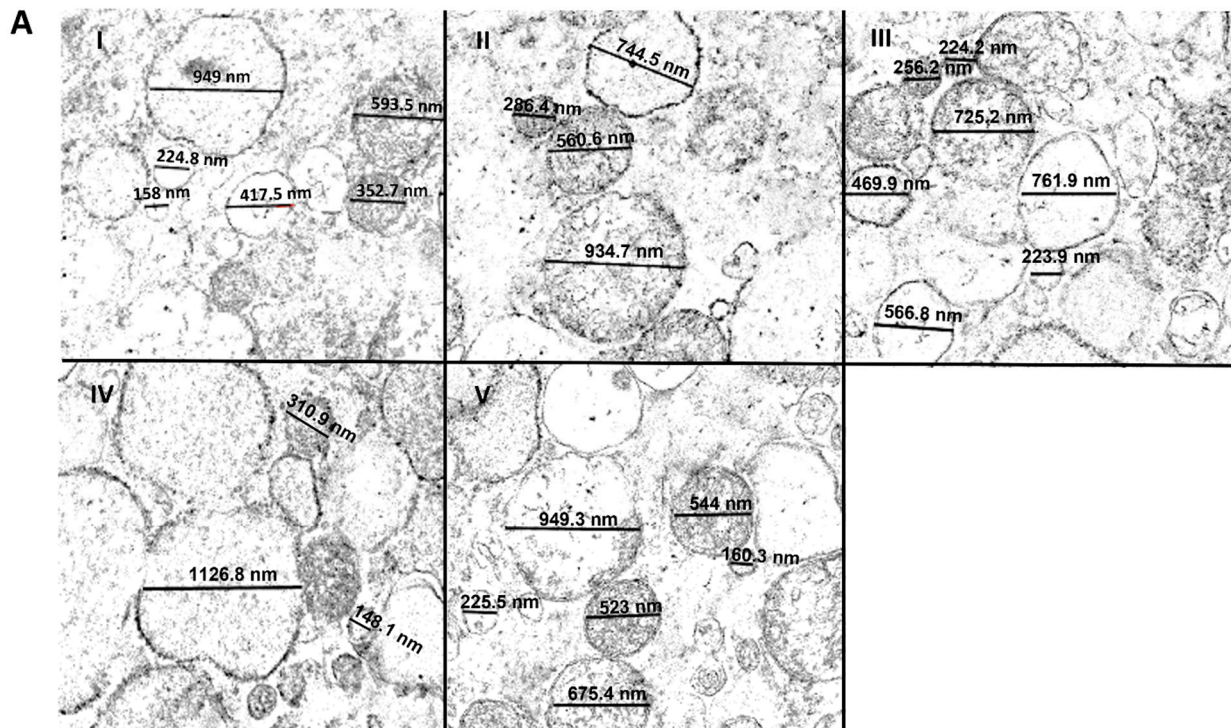 A
I
949 nm
593.5 nm
224.8 nm
158 nm
417.5 nm
352.7 nm
II
744.5 nm
286.4 nm
560.6 nm
934.7 nm
III
224.2 nm
256.2 nm
725.2 nm
469.9 nm
761.9 nm
223.9 nm
566.8 nm
IV
310.9 nm
1126.8 nm
148.1 nm
V
949.3 nm
544 nm
160.3 nm
225.5 nm
523 nm
675.4 nm